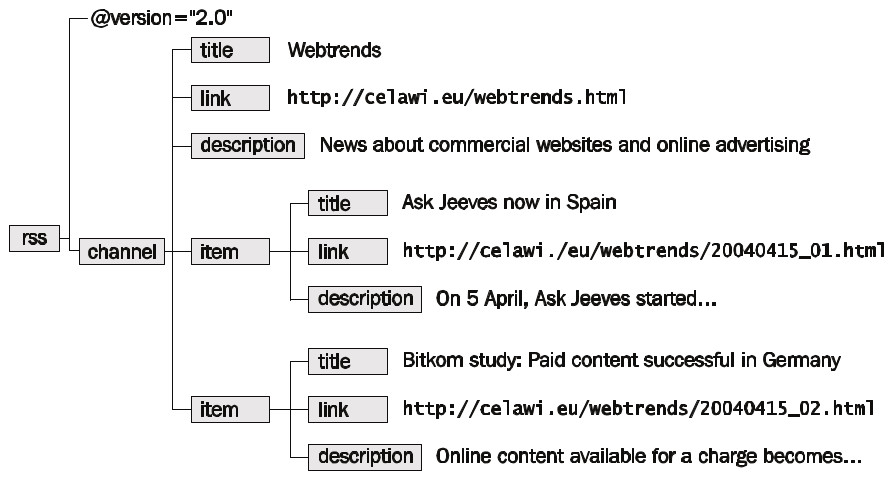 @version="2.0"
title Webtrends
link http://celawi.eu/webtrends.html
description News about commercial websites and online advertising
title Ask Jeeves now in Spain
rss
channel item link http://celawi./eu/webtrends/20040415_01.html
description On 5 April, Ask Jeeves started...
title Bitkom study: Paid content successful in Germany
item link http://celawi.eu/webtrends/20040415_02.html
description Online content available for a charge becomes...